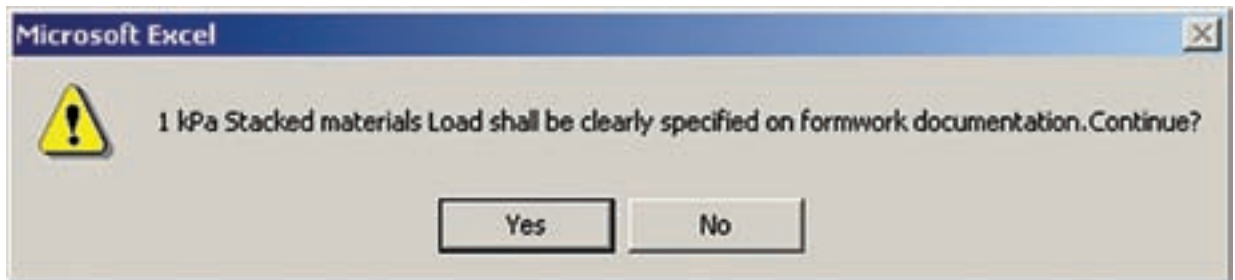 Microsoft Excel
1 kPa Stacked materials Load shall be clearly specified on formwork documentation.Continue?
Yes
No